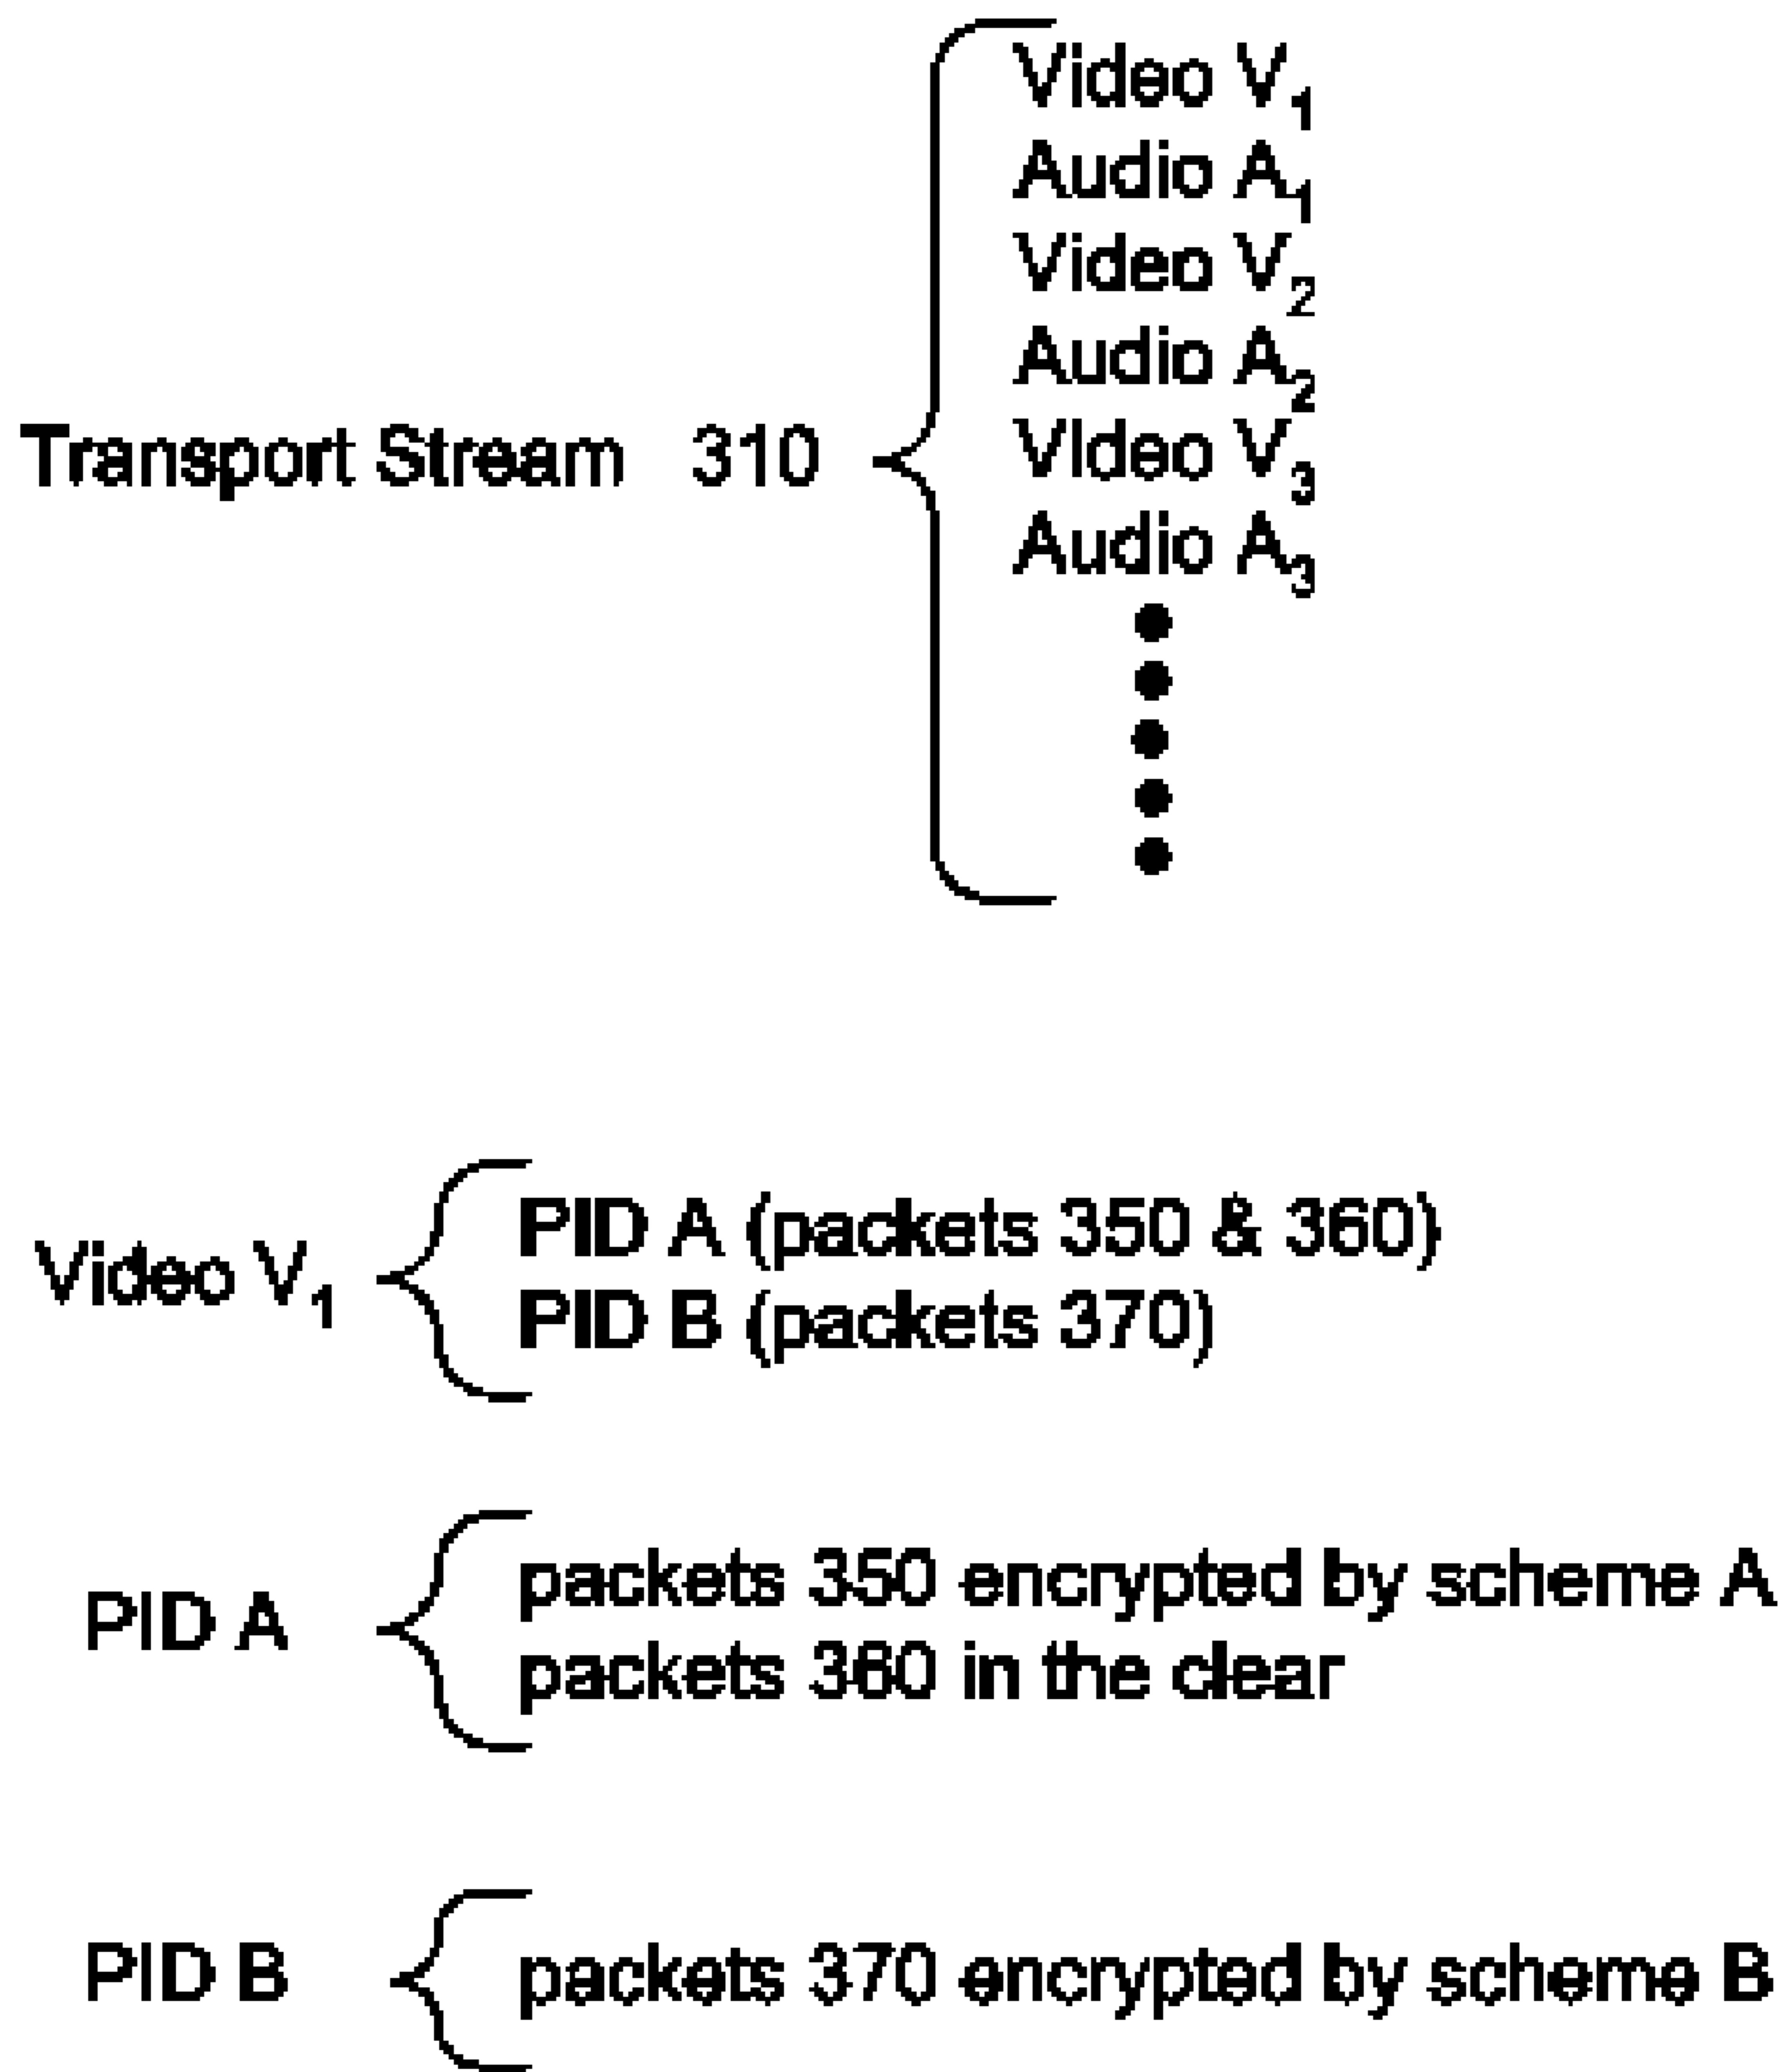 Video V1
Audio A1
Video V2
Audio A2
Transport Stream 310
Video V3
Audio A3
Video V1
PID A (packets 350 & 360)
PID B (packets 370)
PID A
packets 350 encrypted by scheme A
packets 360 in the clear
PID B
packets 370 encrypted by scheme B